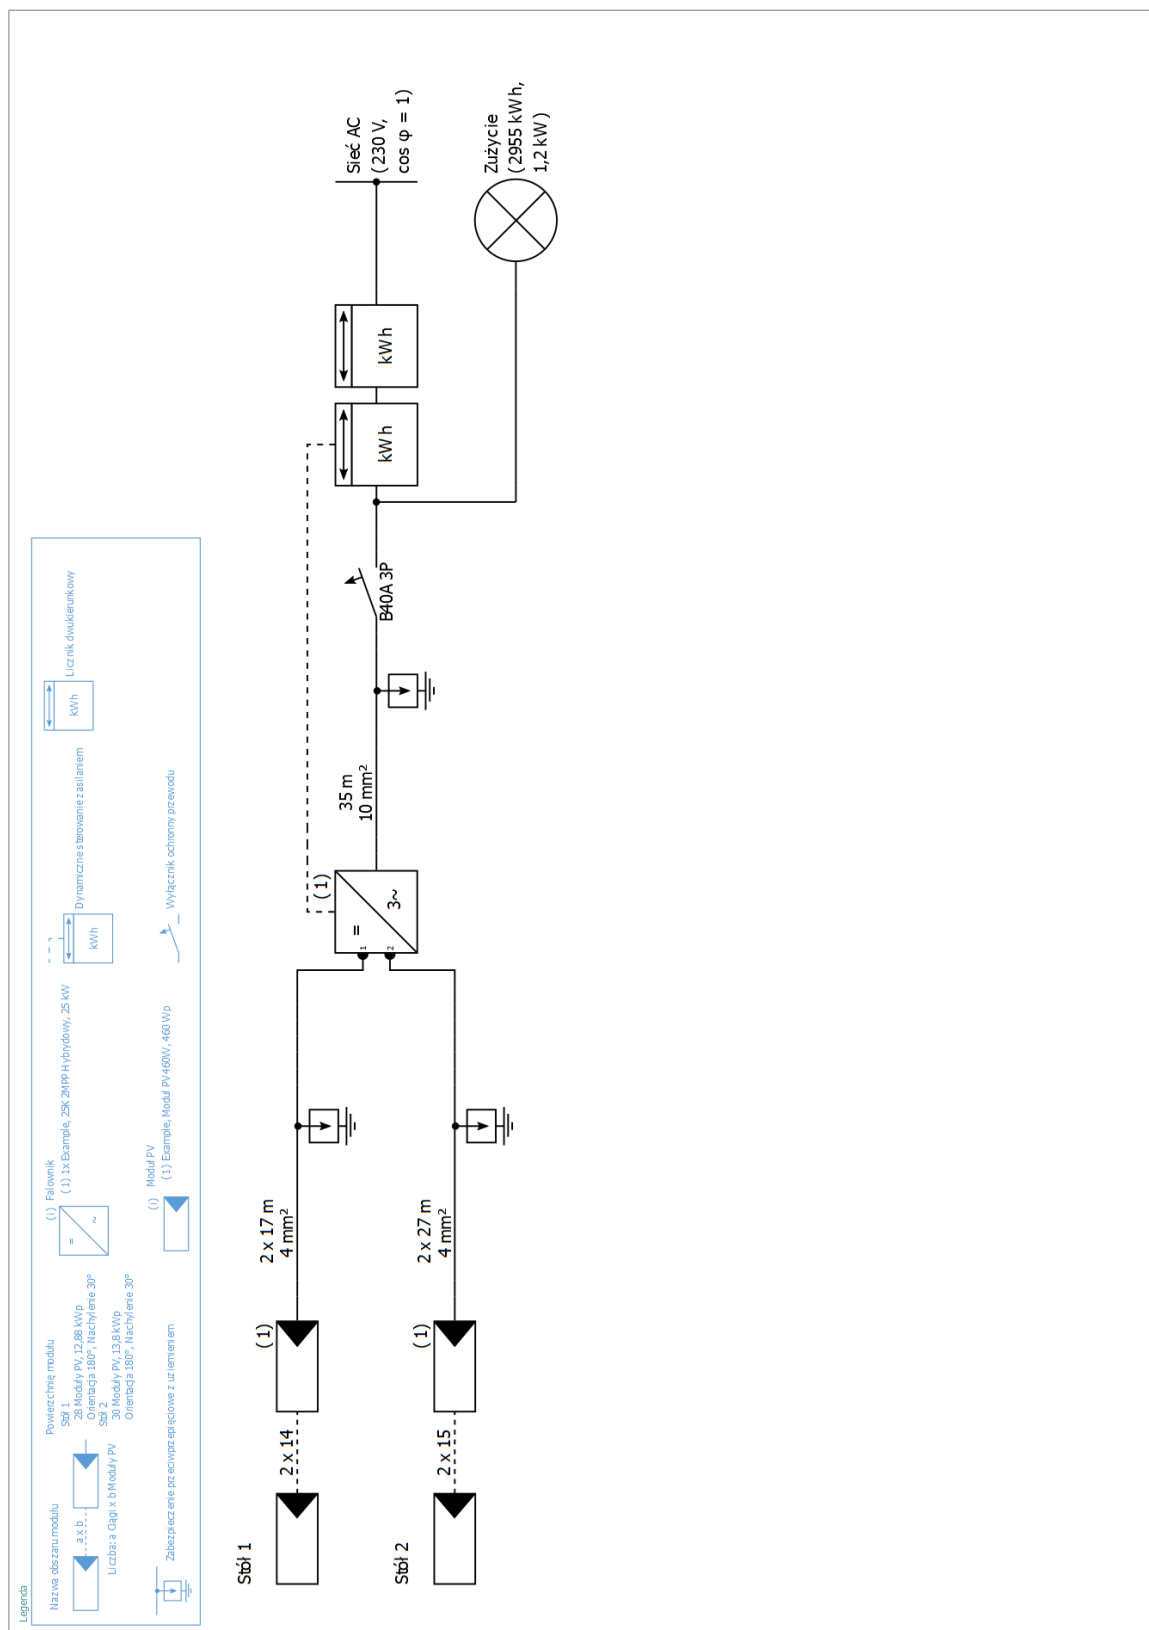 Legenda
Nazwa obszaru modułu
a x b
Liczba: a Ciągi x b Moduły PV
Powierzchnię modułu
Stół 1
28 Moduły PV, 12,88 kWp
Orientacja 180°, Nachylenie 30°
Stół 2
30 Moduły PV, 13,8 kWp
Orientacja 180°, Nachylenie 30°
(i) Falownik
(1) 1x Example, 25K 2MPP Hybrydowy, 25 kW
=
~
kWh
Dynamiczne sterowanie zasilaniem
kWh
Licznik dwukierunkowy
Zabezpieczenie przeciwprzepięciowe z uziemieniem
(i) Moduł PV
(1) Example, Moduł PV 460W, 460 Wp
Wyłącznik ochronny przewodu
Stół 1
2 x 14
(1)
2 x 17 m
4 mm²
Stół 2
2 x 15
(1)
2 x 27 m
4 mm²
1
2
=
3~
(1)
35 m
10 mm²
B40A 3P
kWh
kWh
Sieć AC
(230 V,
cos φ = 1)
Zużycie
(2955 kWh,
1,2 kW)